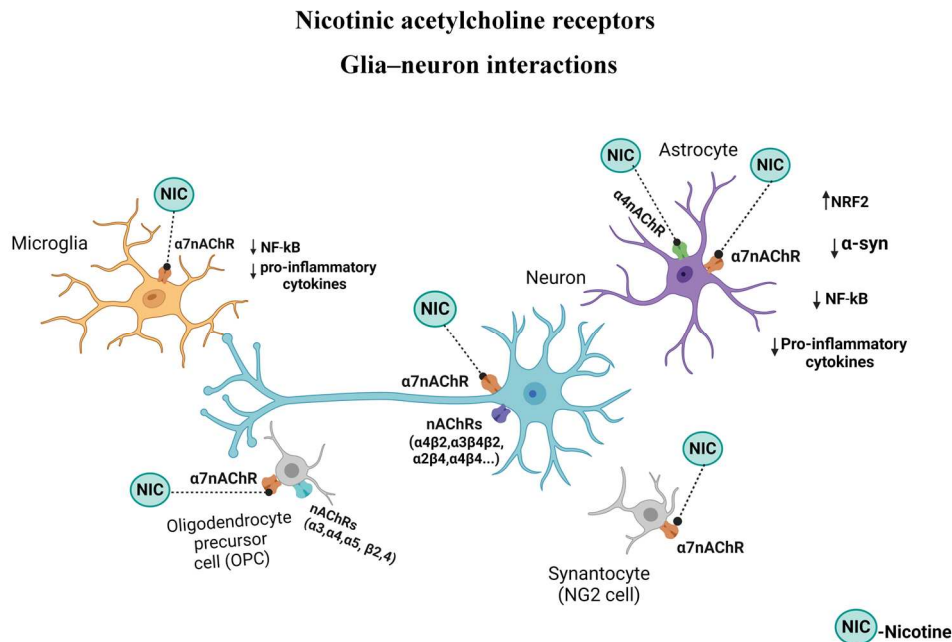 Nicotinic acetylcholine receptors
Glia–neuron interactions
NIC
Microglia
α7nAChR
↓ NF-kB
↓ pro-inflammatory
cytokines
NIC
Astrocyte
NIC
α4nAChR
α7nAChR
↑NRF2
↓ α-syn
↓ NF-kB
↓ Pro-inflammatory
cytokines
Neuron
NIC
α7nAChR
nAChRs
(α4β2,α3β4β2,
α2β4,α4β4...)
NIC
α7nAChR
nAChRs
(α3,α4,α5, β2,4)
Oligodendrocyte
precursor
cell (OPC)
NIC
α7nAChR
Synantocyte
(NG2 cell)
NIC -Nicotine